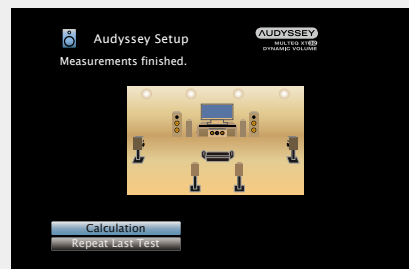 Audyssey Setup
AUDYSSEY
MULTEQ XT32
DYNAMIC VOLUME
Measurements finished.
Calculation
Repeat Last Test